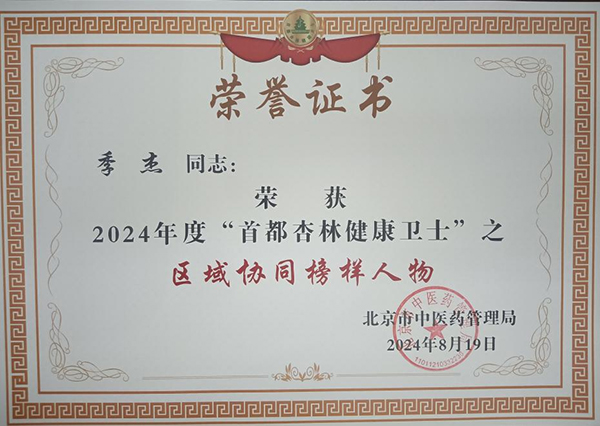 荣誉证书
季 杰 同志：
荣 获
2024年度“首都杏林健康卫士”之
区域协同榜样人物
北京市中医药管理局
2024年8月19日